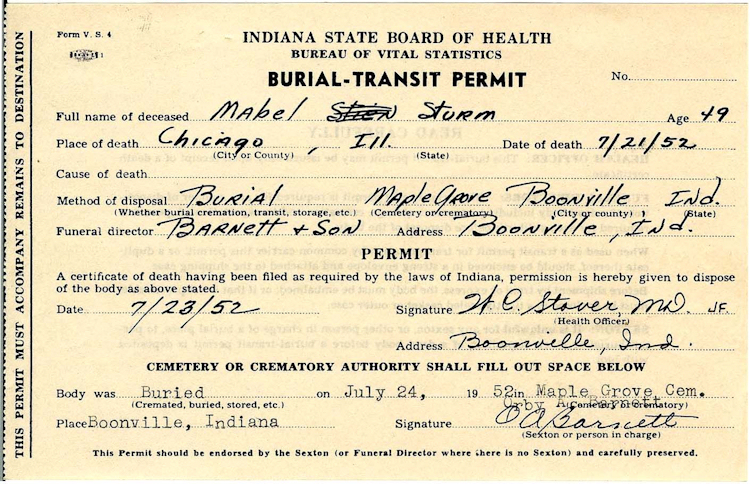 Form V. S. 4
INDIANA STATE BOARD OF HEALTH
BUREAU OF VITAL STATISTICS
BURIAL-TRANSIT PERMIT
No.
Full name of deceased Mabel Sturm Age 49
Place of death Chicago, Ill. Date of death 7/21/52
(City or County) (State)
Cause of death
Method of disposal Burial Maple Grove Boonville Ind.
(Whether burial cremation, transit, storage, etc.) (Cemetery or crematory) (City or county) (State)
Funeral director Barnett + Son Address Boonville, Ind.
PERMIT
A certificate of death having been filed as required by the laws of Indiana, permission is hereby given to dispose
of the body as above stated.
Date 7/23/52 Signature W. C. Stover, MD. JF.
(Health Officer)
Address Boonville, Ind.
CEMETERY OR CREMATORY AUTHORITY SHALL FILL OUT SPACE BELOW
Body was Buried on July 24, 19 52 in Maple Grove Cem.
(Cremated, buried, stored, etc.) (Cemetery or Crematory)
Orby A. Barnett
Place Boonville, Indiana Signature O A Barnett
(Sexton or person in charge)
This Permit should be endorsed by the Sexton (or Funeral Director where there is no Sexton) and carefully preserved.
THIS PERMIT MUST ACCOMPANY REMAINS TO DESTINATION